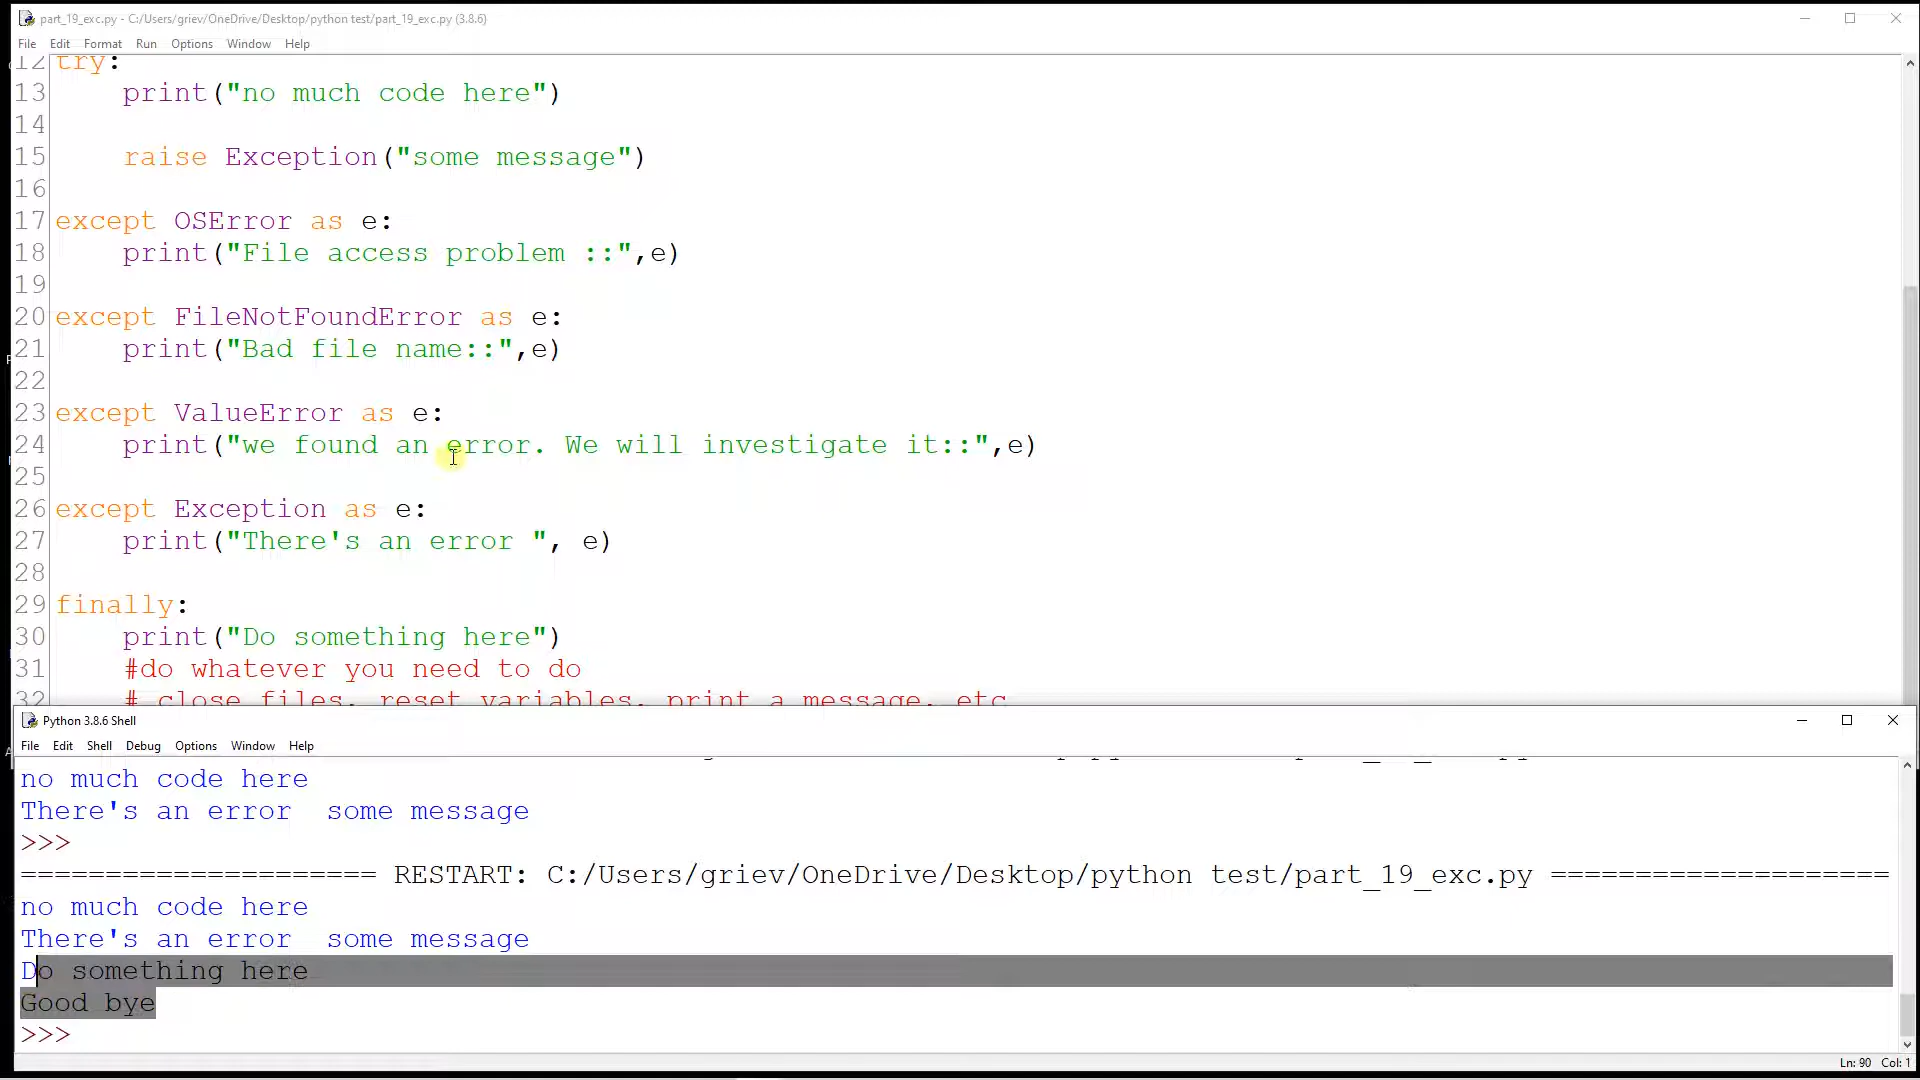 part_19_exc.py - C:/Users/griev/OneDrive/Desktop/python test/part_19_exc.py (3.8.6)
File Edit Format Run Options Window Help
12 try:
13     print("no much code here")
14
15     raise Exception("some message")
16
17 except OSError as e:
18     print("File access problem ::",e)
19
20 except FileNotFoundError as e:
21     print("Bad file name::",e)
22
23 except ValueError as e:
24     print("we found an error. We will investigate it::",e)
25
26 except Exception as e:
27     print("There's an error ", e)
28
29 finally:
30     print("Do something here")
31     #do whatever you need to do
32     # close files, reset variables, print a message, etc
Python 3.8.6 Shell
File Edit Shell Debug Options Window Help
no much code here
There's an error  some message
>>>
===================== RESTART: C:/Users/griev/OneDrive/Desktop/python test/part_19_exc.py ====================
no much code here
There's an error  some message
Do something here
Good bye
>>>
Ln: 90 Col: 1